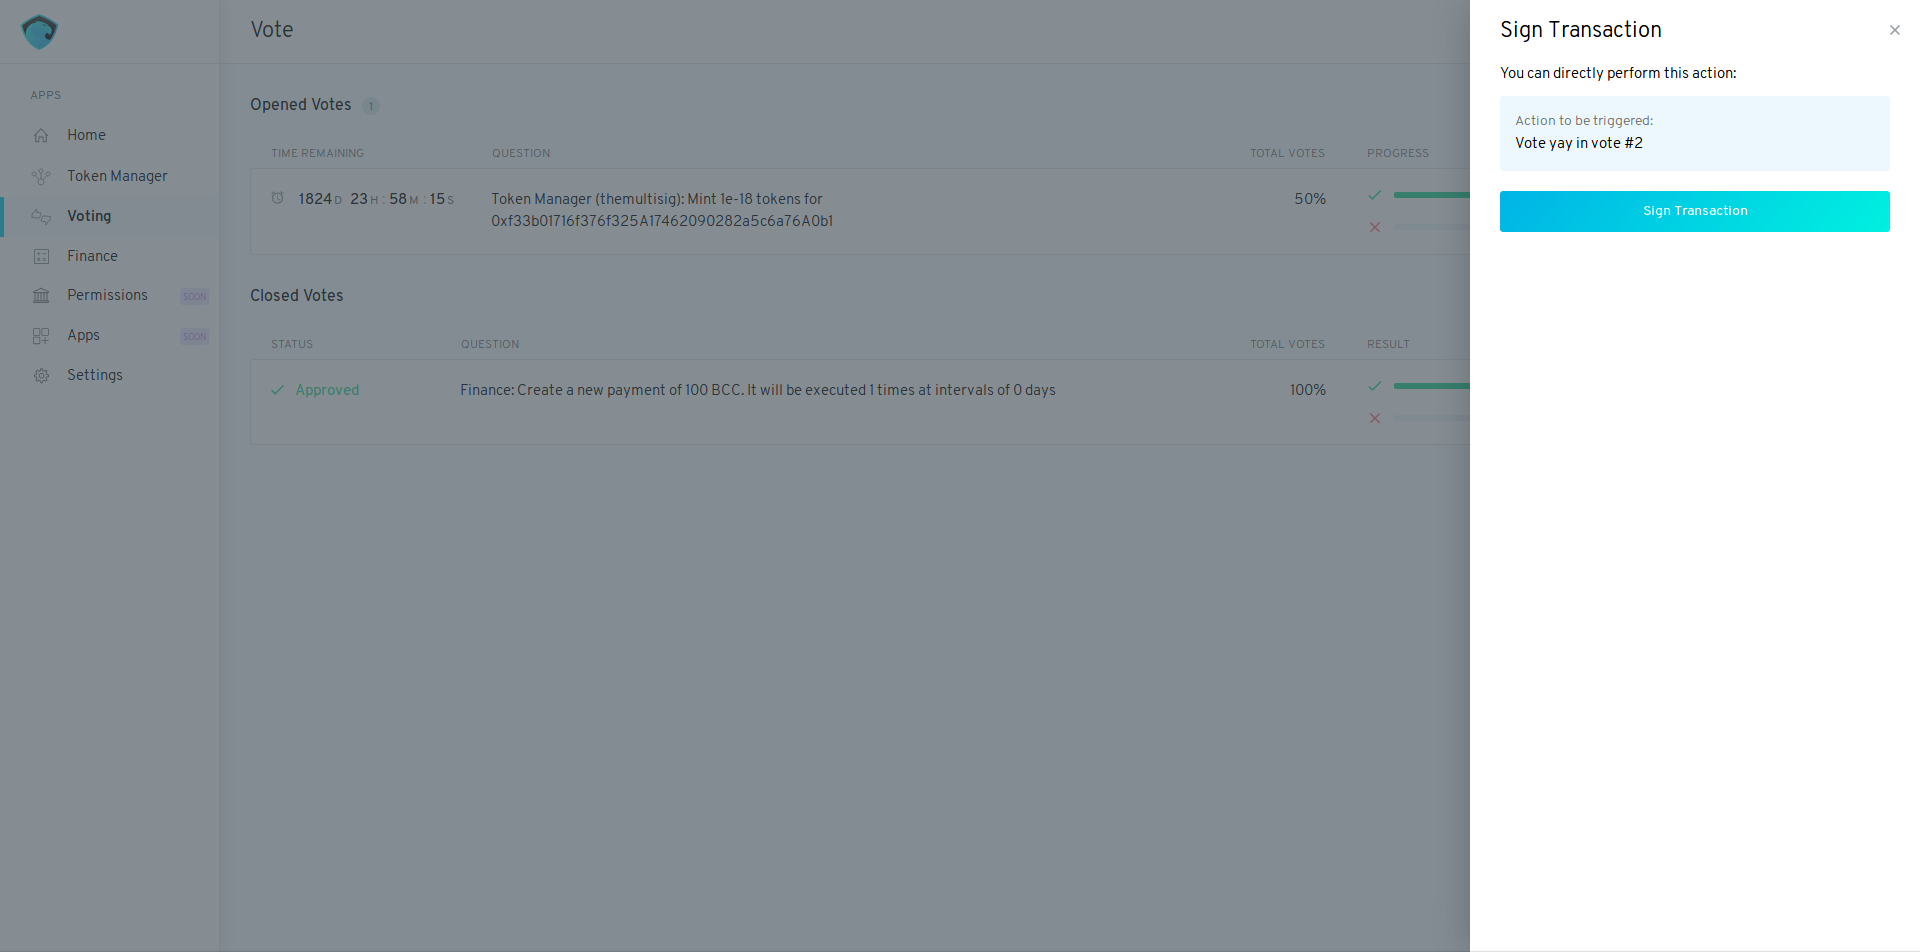 Vote
Sign Transaction
You can directly perform this action:
Action to be triggered:
Vote yay in vote #2
Sign Transaction
APPS
Home
Token Manager
Voting
Finance
Permissions SOON
Apps SOON
Settings
Opened Votes 1
TIME REMAINING QUESTION TOTAL VOTES PROGRESS
1824 D 23 H : 58 M : 15 S Token Manager (themultisig): Mint 1e-18 tokens for 50%
0xf33b01716f376f325A17462090282a5c6a76A0b1
Closed Votes
STATUS QUESTION TOTAL VOTES RESULT
Approved Finance: Create a new payment of 100 BCC. It will be executed 1 times at intervals of 0 days 100%